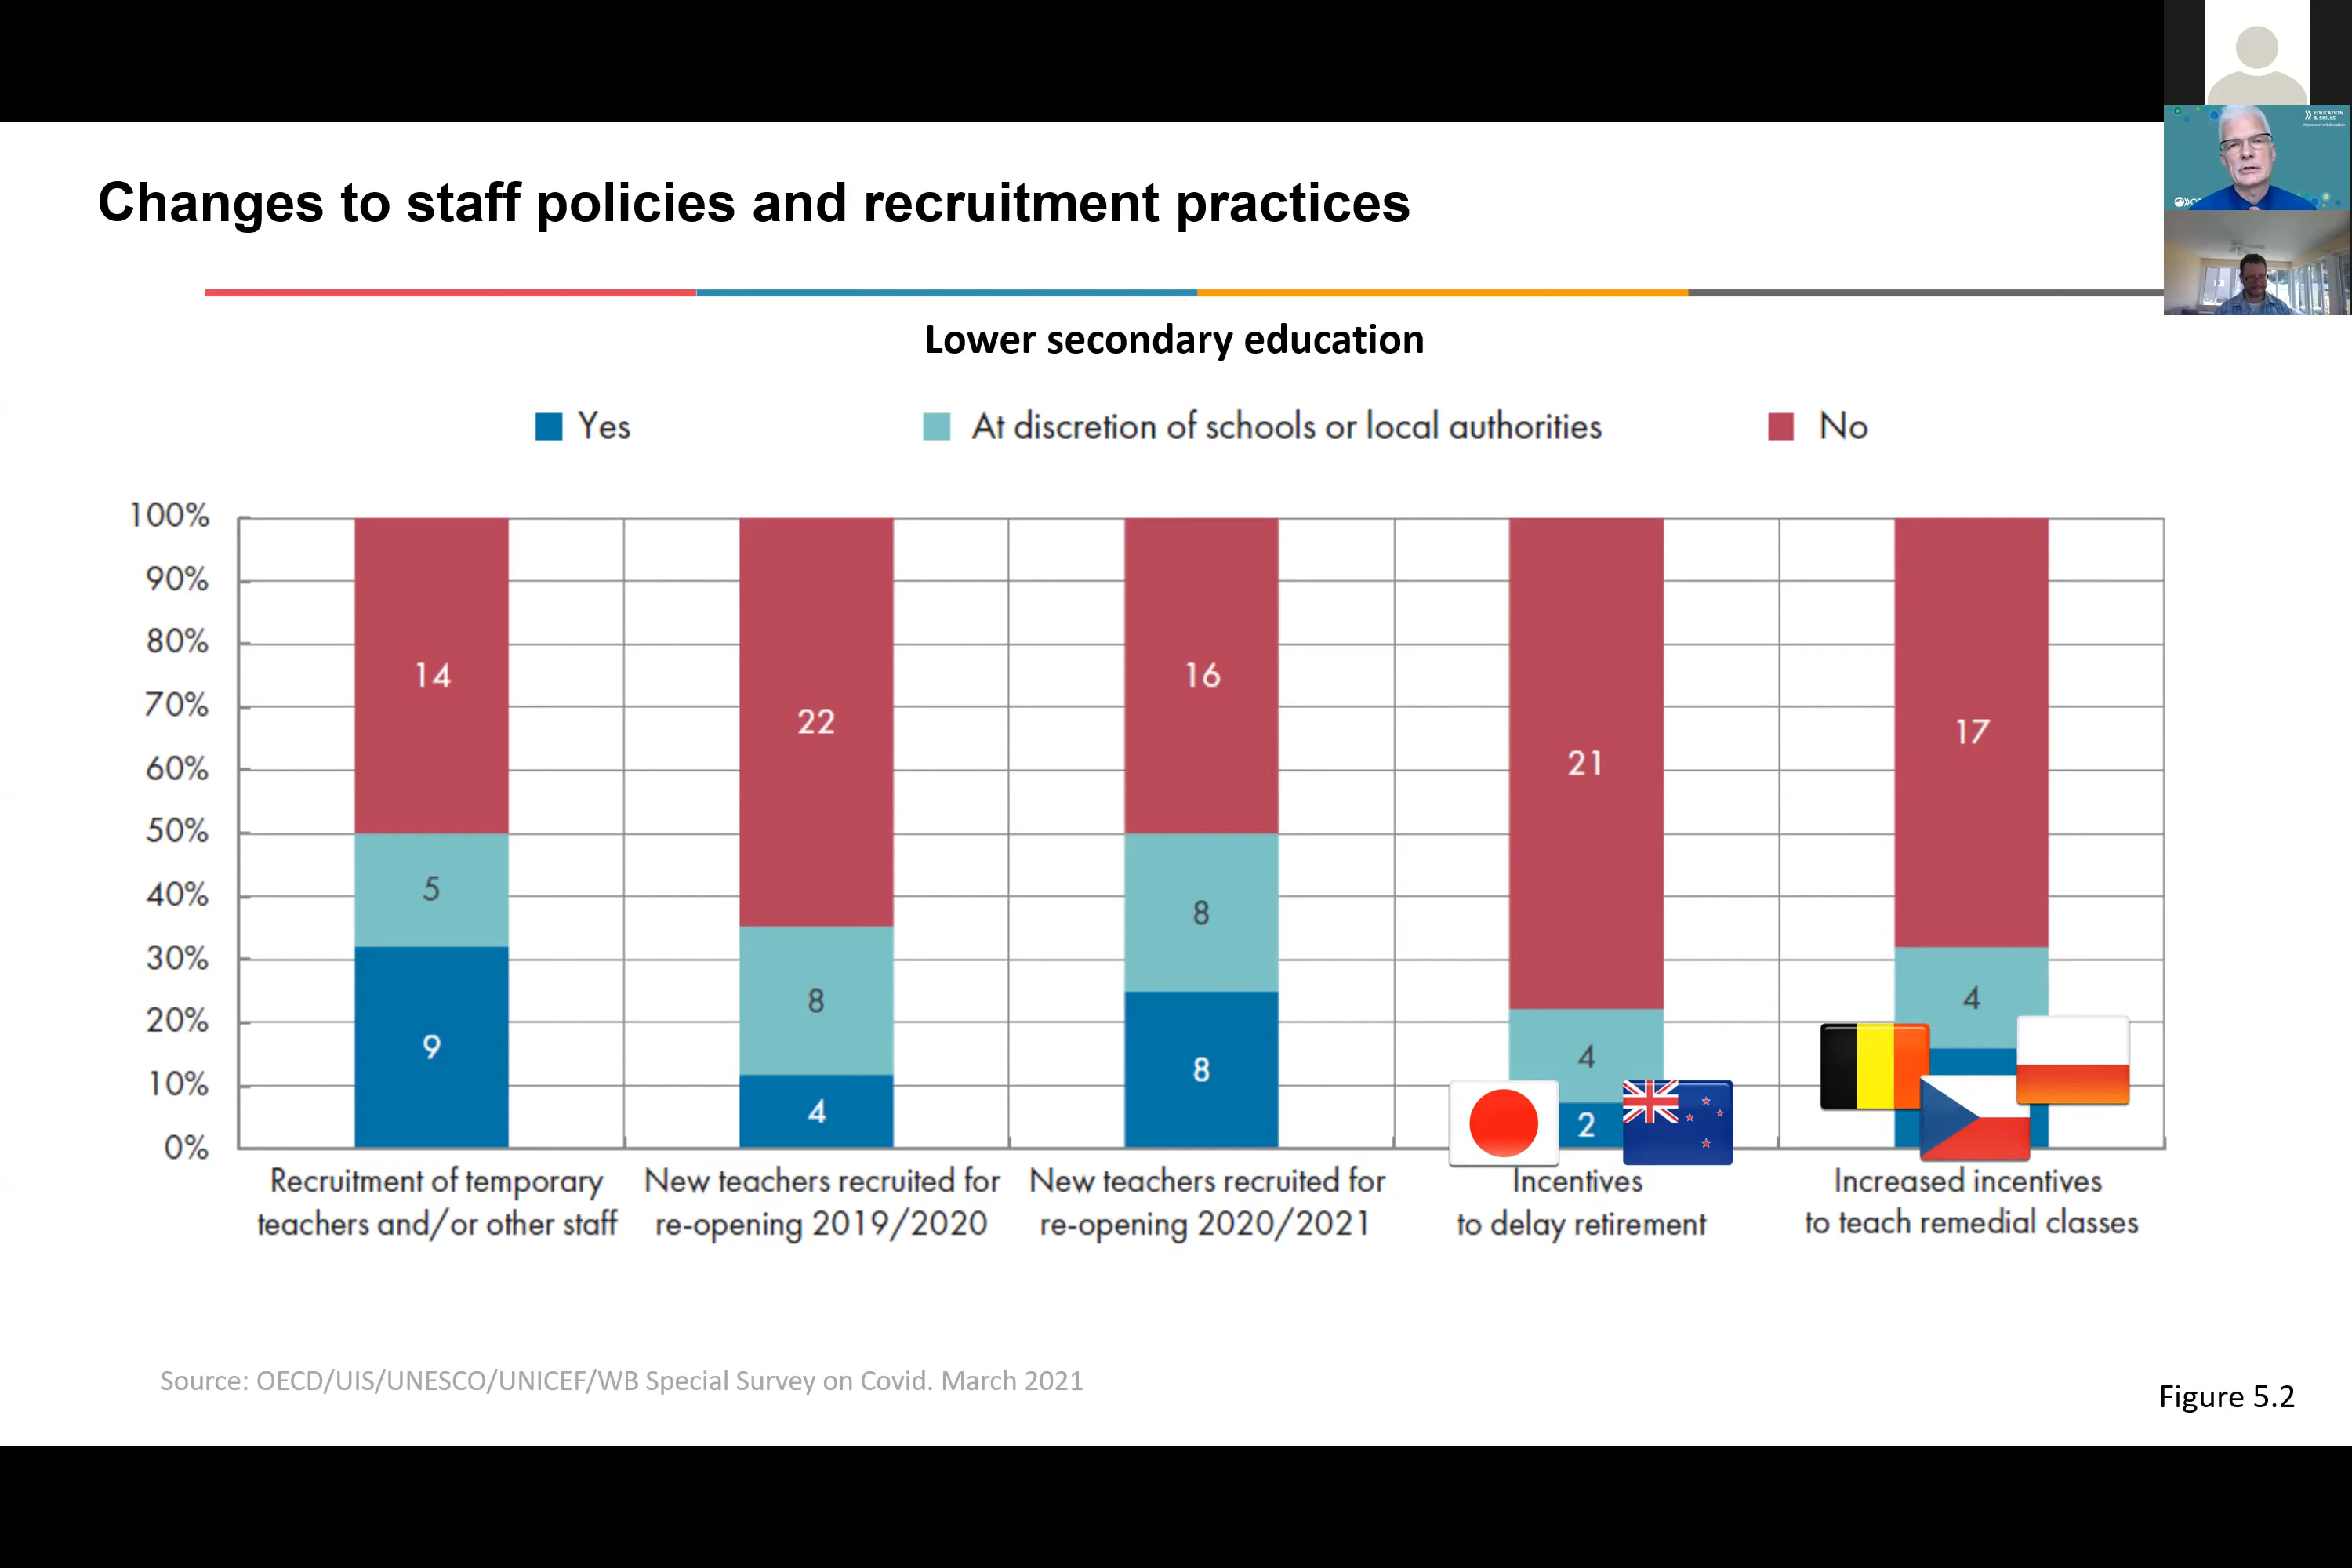 EDUCATION
& SKILLS
Changes to staff policies and recruitment practices
Lower secondary education
Yes
At discretion of schools or local authorities
No
100%
90%
80%
70%
60%
50%
40%
30%
20%
10%
0%
14
5
9
22
8
4
16
8
8
21
4
2
17
4
Recruitment of temporary
teachers and/or other staff
New teachers recruited for
re-opening 2019/2020
New teachers recruited for
re-opening 2020/2021
Incentives
to delay retirement
Increased incentives
to teach remedial classes
Source: OECD/UIS/UNESCO/UNICEF/WB Special Survey on Covid. March 2021
Figure 5.2